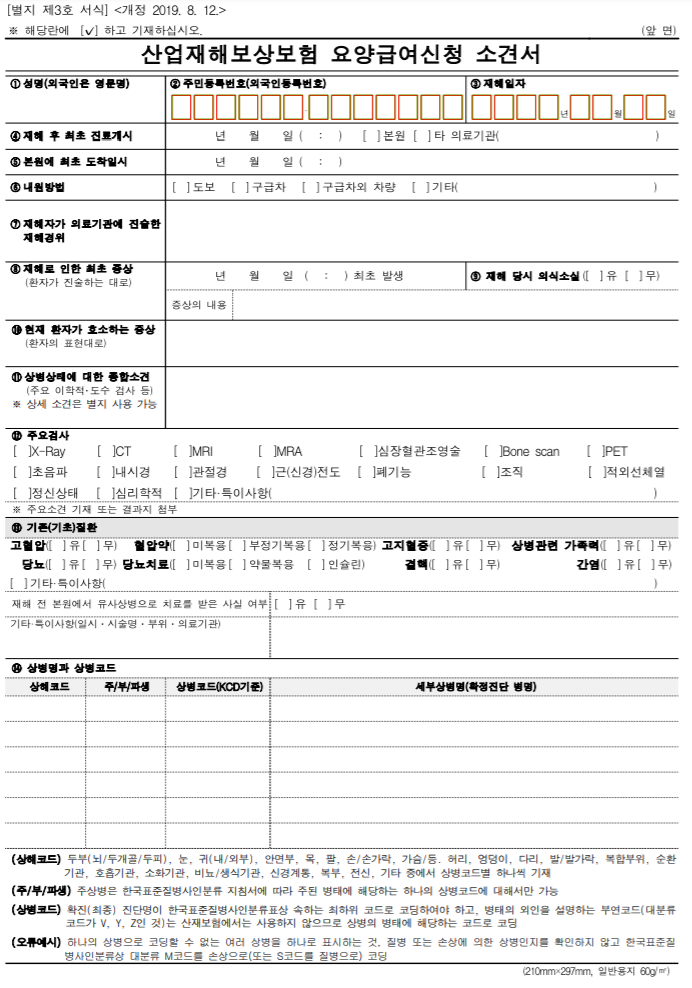 [별지 제3호 서식] <개정 2019. 8. 12.>
※ 해당란에 [√] 하고 기재하십시오. (앞 면)
산업재해보상보험 요양급여신청 소견서
① 성명(외국인은 영문명) ② 주민등록번호(외국인등록번호) ③ 재해일자
- 년 월 일
④ 재해 후 최초 진료개시 년 월 일 ( : ) [ ]본원 [ ]타 의료기관( )
⑤ 본원에 최초 도착일시 년 월 일 ( : )
⑥ 내원방법 [ ]도보 [ ]구급차 [ ]구급차외 차량 [ ]기타( )
⑦ 재해자가 의료기관에 진술한
재해경위
⑧ 재해로 인한 최초 증상 년 월 일 ( : ) 최초 발생 ⑨ 재해 당시 의식소실([ ]유 [ ]무)
(환자가 진술하는 대로)
증상의 내용
⑩ 현재 환자가 호소하는 증상
(환자의 표현대로)
⑪ 상병상태에 대한 종합소견
(주요 이학적·도수 검사 등)
※ 상세 소견은 별지 사용 가능
⑫ 주요검사
[ ]X-Ray [ ]CT [ ]MRI [ ]MRA [ ]심장혈관조영술 [ ]Bone scan [ ]PET
[ ]초음파 [ ]내시경 [ ]관절경 [ ]근(신경)전도 [ ]폐기능 [ ]조직 [ ]적외선체열
[ ]정신상태 [ ]심리학적 [ ]기타·특이사항( )
※ 주요소견 기재 또는 결과지 첨부
⑬ 기존(기초)질환
고혈압([ ]유[ ]무) 혈압약([ ]미복용[ ]부정기복용[ ]정기복용) 고지혈증([ ]유[ ]무) 상병관련 가족력([ ]유[ ]무)
당뇨([ ]유[ ]무) 당뇨치료([ ]미복용[ ]약물복용 [ ]인슐린) 결핵([ ]유[ ]무) 간염([ ]유[ ]무)
[ ]기타·특이사항( )
재해 전 본원에서 유사상병으로 치료를 받은 사실 여부 [ ]유 [ ]무
기타·특이사항(일시·시술명·부위·의료기관)
⑭ 상병명과 상병코드
상해코드 주/부/파생 상병코드(KCD기준) 세부상병명(확정진단 병명)
(상해코드) 두부(뇌/두개골/두피), 눈, 귀(내/외부), 안면부, 목, 팔, 손/손가락, 가슴/등. 허리, 엉덩이, 다리, 발/발가락, 복합부위, 순환
기관, 호흡기관, 소화기관, 비뇨/생식기관, 신경계통, 복부, 전신, 기타 중에서 상병코드별 하나씩 기재
(주/부/파생) 주상병은 한국표준질병사인분류 지침서에 따라 주된 병태에 해당하는 하나의 상병코드에 대해서만 가능
(상병코드) 확진(최종) 진단명이 한국표준질병사인분류표상 속하는 최하위 코드로 코딩하여야 하고, 병태의 외인을 설명하는 부연코드(대분류
코드가 V, Y, Z인 것)는 산재보험에서는 사용하지 않으므로 상병의 병태에 해당하는 코드로 코딩
(오류예시) 하나의 상병으로 코딩할 수 없는 여러 상병을 하나로 표시하는 것, 질병 또는 손상에 의한 상병인지를 확인하지 않고 한국표준질
병사인분류상 대분류 M코드를 손상으로(또는 S코드를 질병으로) 코딩
(210mm×297mm, 일반용지 60g/㎡)